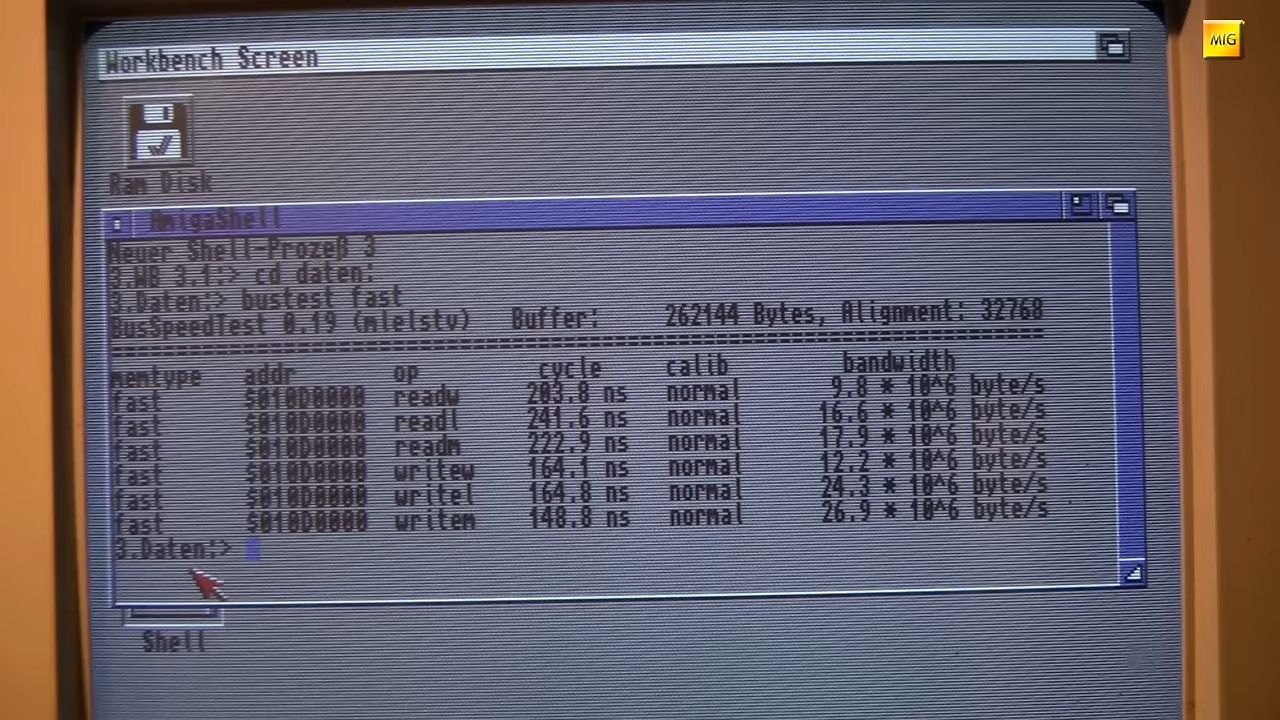 MIG
Workbench Screen
Ram Disk
AmigaShell
Neuer Shell-Prozeß 3
3.WB 3.1:> cd daten:
3.Daten:> bustest fast
BusSpeedTest 0.19 (mlelstv) Buffer: 262144 Bytes, Alignment: 32768
========================================================================
memtype addr op cycle calib bandwidth
fast $010D0000 readw 203.8 ns normal 9.8 * 10^6 byte/s
fast $010D0000 readl 241.6 ns normal 16.6 * 10^6 byte/s
fast $010D0000 readm 222.9 ns normal 17.9 * 10^6 byte/s
fast $010D0000 writew 164.1 ns normal 12.2 * 10^6 byte/s
fast $010D0000 writel 164.8 ns normal 24.3 * 10^6 byte/s
fast $010D0000 writem 148.8 ns normal 26.9 * 10^6 byte/s
3.Daten:>
Shell